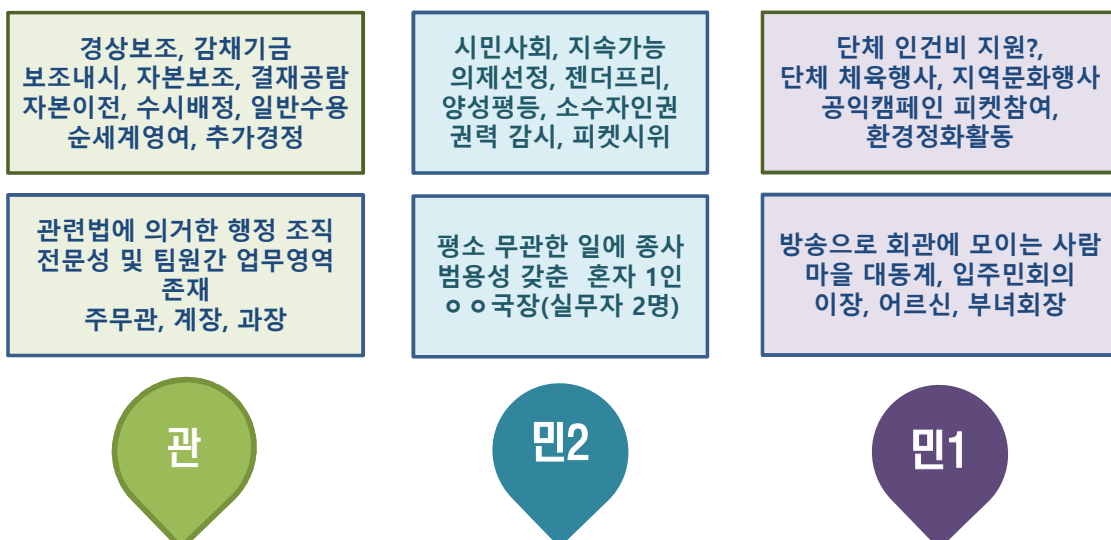 경상보조, 감채기금
보조내시, 자본보조, 결재공람
자본이전, 수시배정, 일반수용
순세계영여, 추가경정
시민사회, 지속가능
의제선정, 젠더프리,
양성평등, 소수자인권
권력 감시, 피켓시위
단체 인건비 지원?,
단체 체육행사, 지역문화행사
공익캠페인 피켓참여,
환경정화활동
관련법에 의거한 행정 조직
전문성 및 팀원간 업무영역
존재
주무관, 계장, 과장
평소 무관한 일에 종사
범용성 갖춘 혼자 1인
ㅇㅇ국장(실무자 2명)
방송으로 회관에 모이는 사람
마을 대동계, 입주민회의
이장, 어르신, 부녀회장
관
민2
민1